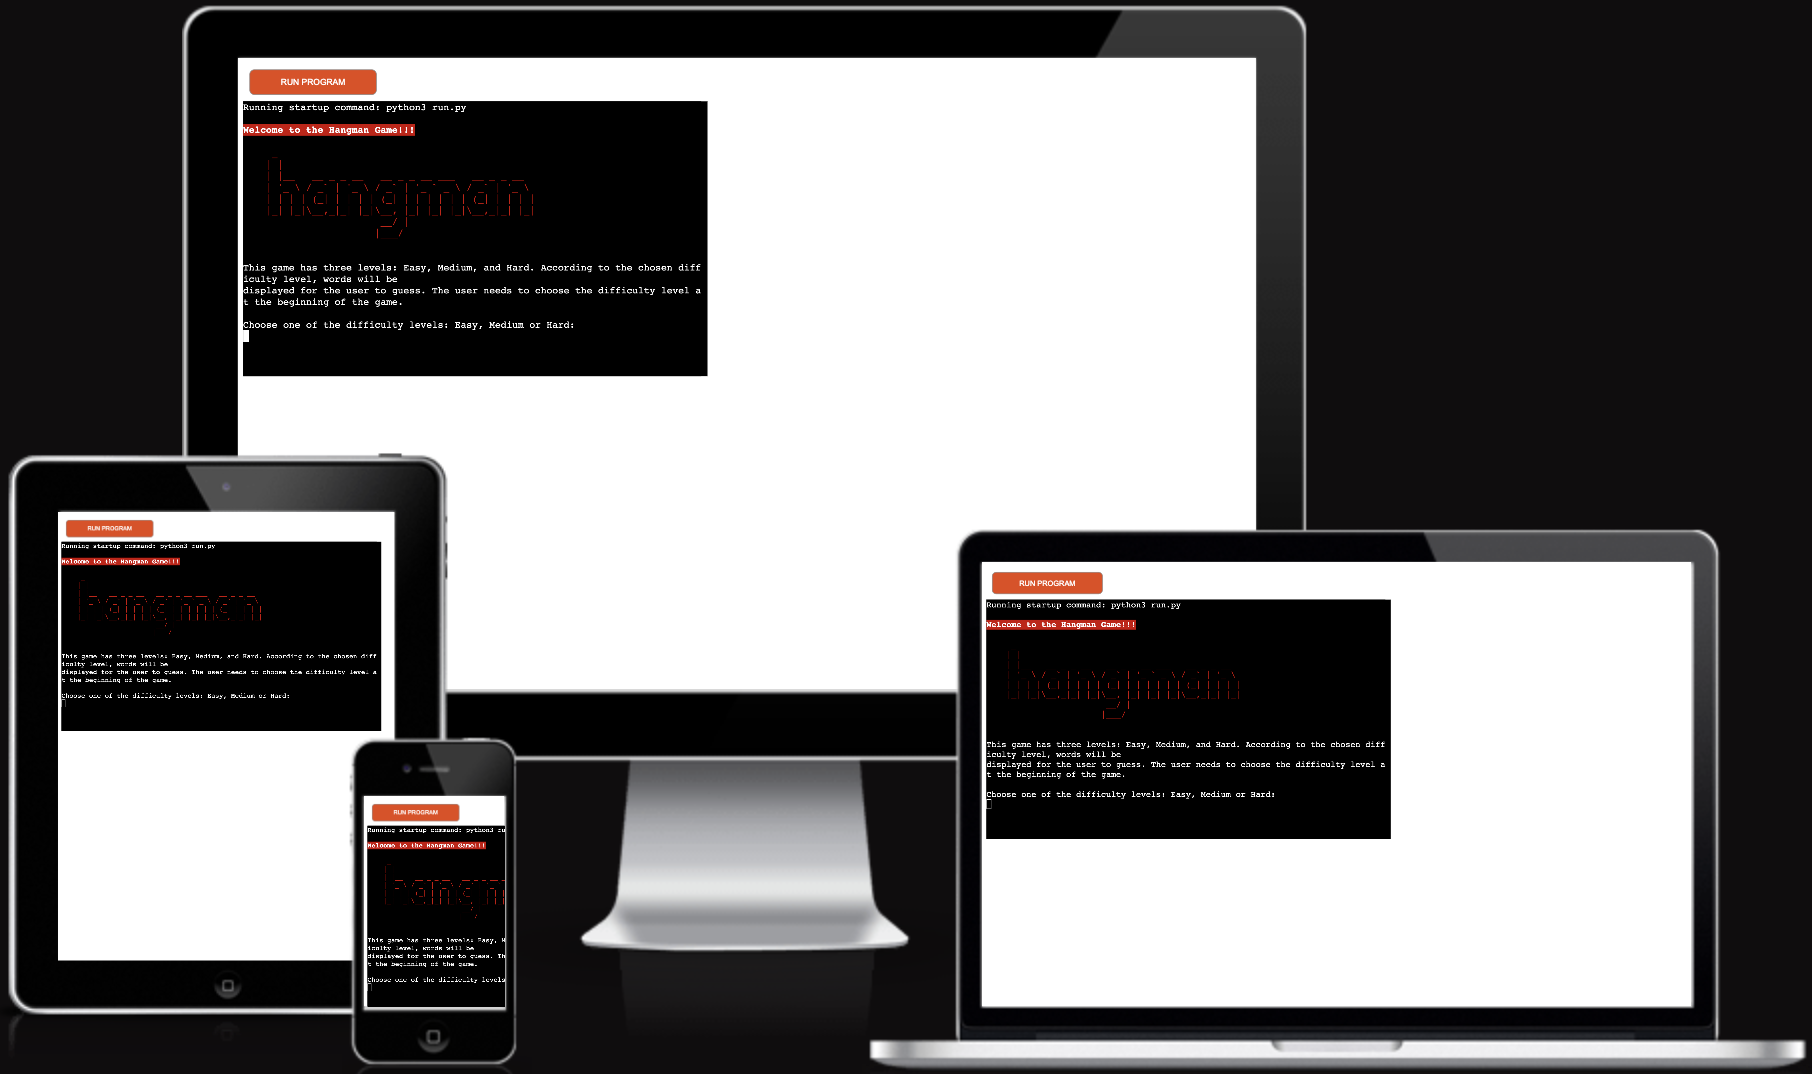 RUN PROGRAM
Running startup command: python3 run.py
Welcome to the Hangman Game!!!
hangman
This game has three levels: Easy, Medium, and Hard. According to the chosen diff
iculty level, words will be
displayed for the user to guess. The user needs to choose the difficulty level a
t the beginning of the game.
Choose one of the difficulty levels: Easy, Medium or Hard:
RUN PROGRAM
Running startup command: python3 run.py
Welcome to the Hangman Game!!!
hangman
This game has three levels: Easy, Medium, and Hard. According to the chosen diff
iculty level, words will be
displayed for the user to guess. The user needs to choose the difficulty level a
t the beginning of the game.
Choose one of the difficulty levels: Easy, Medium or Hard:
RUN PROGRAM
Running startup command: python3 ru
Welcome to the Hangman Game!!!
hangm
This game has three levels: Easy, M
iculty level, words will be
displayed for the user to guess. Th
t the beginning of the game.
Choose one of the difficulty levels
RUN PROGRAM
Running startup command: python3 run.py
Welcome to the Hangman Game!!!
hangman
This game has three levels: Easy, Medium, and Hard. According to the chosen diff
iculty level, words will be
displayed for the user to guess. The user needs to choose the difficulty level a
t the beginning of the game.
Choose one of the difficulty levels: Easy, Medium or Hard: